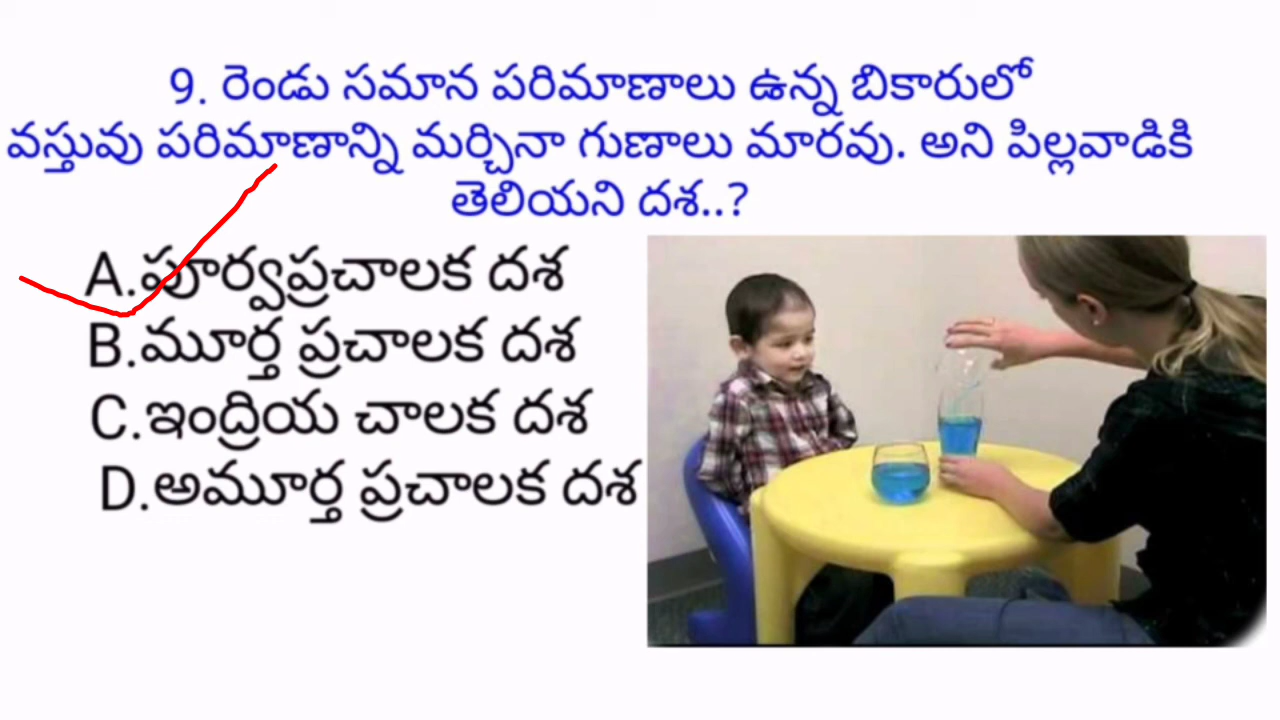 9. రెండు సమాన పరిమాణాలు ఉన్న బికారులో
వస్తువు పరిమాణాన్ని మర్చినా గుణాలు మారవు. అని పిల్లవాడికి
తెలియని దశ..?
A.పూర్వప్రచాలక దశ
B.మూర్త ప్రచాలక దశ
C.ఇంద్రియ చాలక దశ
D.అమూర్త ప్రచాలక దశ